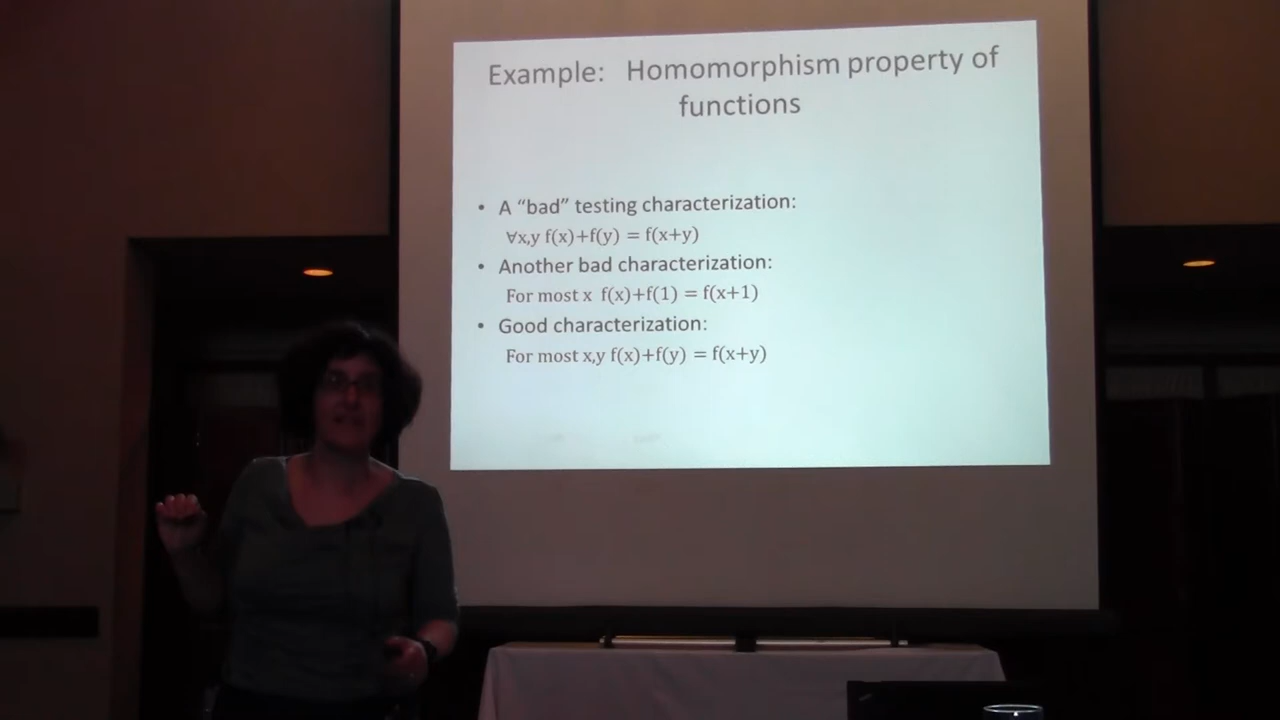 Example: Homomorphism property of
functions
• A “bad” testing characterization:
∀x,y f(x)+f(y) = f(x+y)
• Another bad characterization:
For most x f(x)+f(1) = f(x+1)
• Good characterization:
For most x,y f(x)+f(y) = f(x+y)